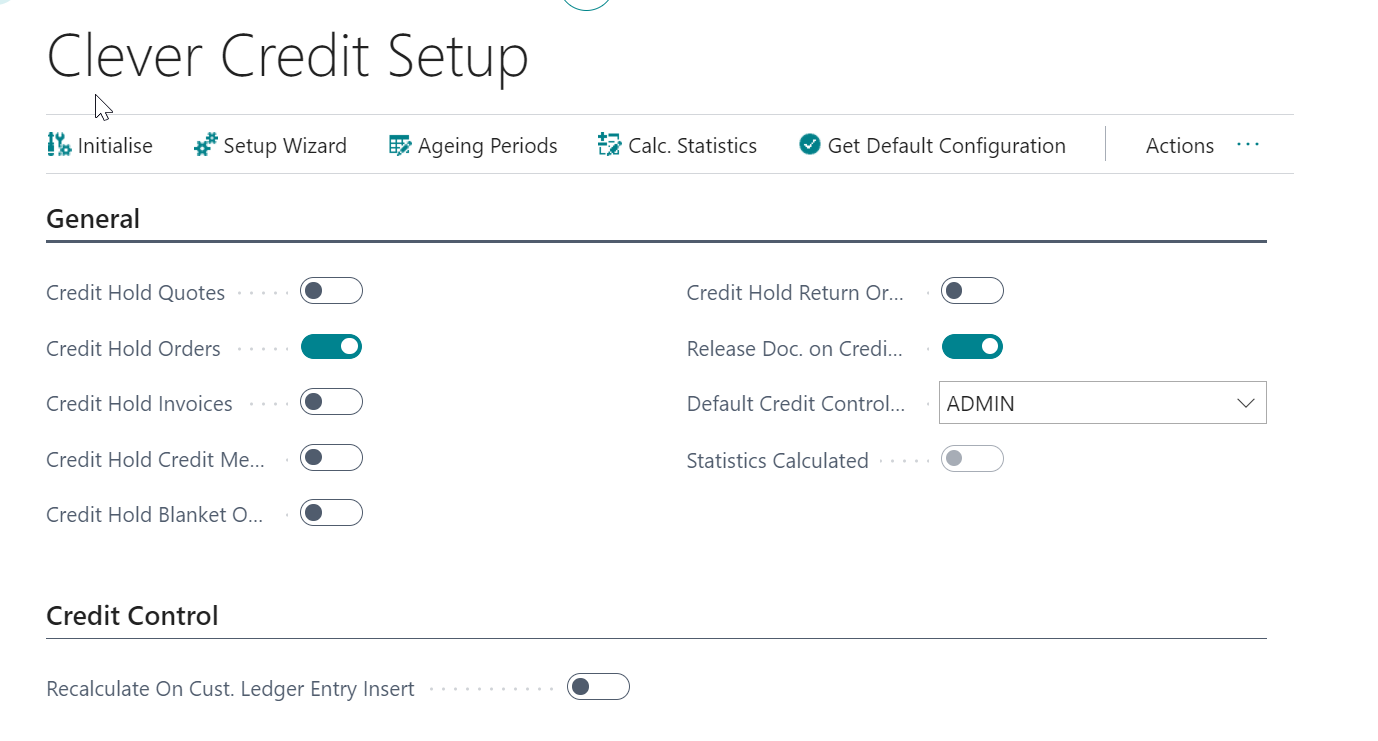 Clever Credit Setup
Initialise Setup Wizard Ageing Periods Calc. Statistics Get Default Configuration Actions ...
General
Credit Hold Quotes
Credit Hold Orders
Credit Hold Invoices
Credit Hold Credit Me...
Credit Hold Blanket O...
Credit Hold Return Or...
Release Doc. on Credi...
Default Credit Control... ADMIN
Statistics Calculated
Credit Control
Recalculate On Cust. Ledger Entry Insert